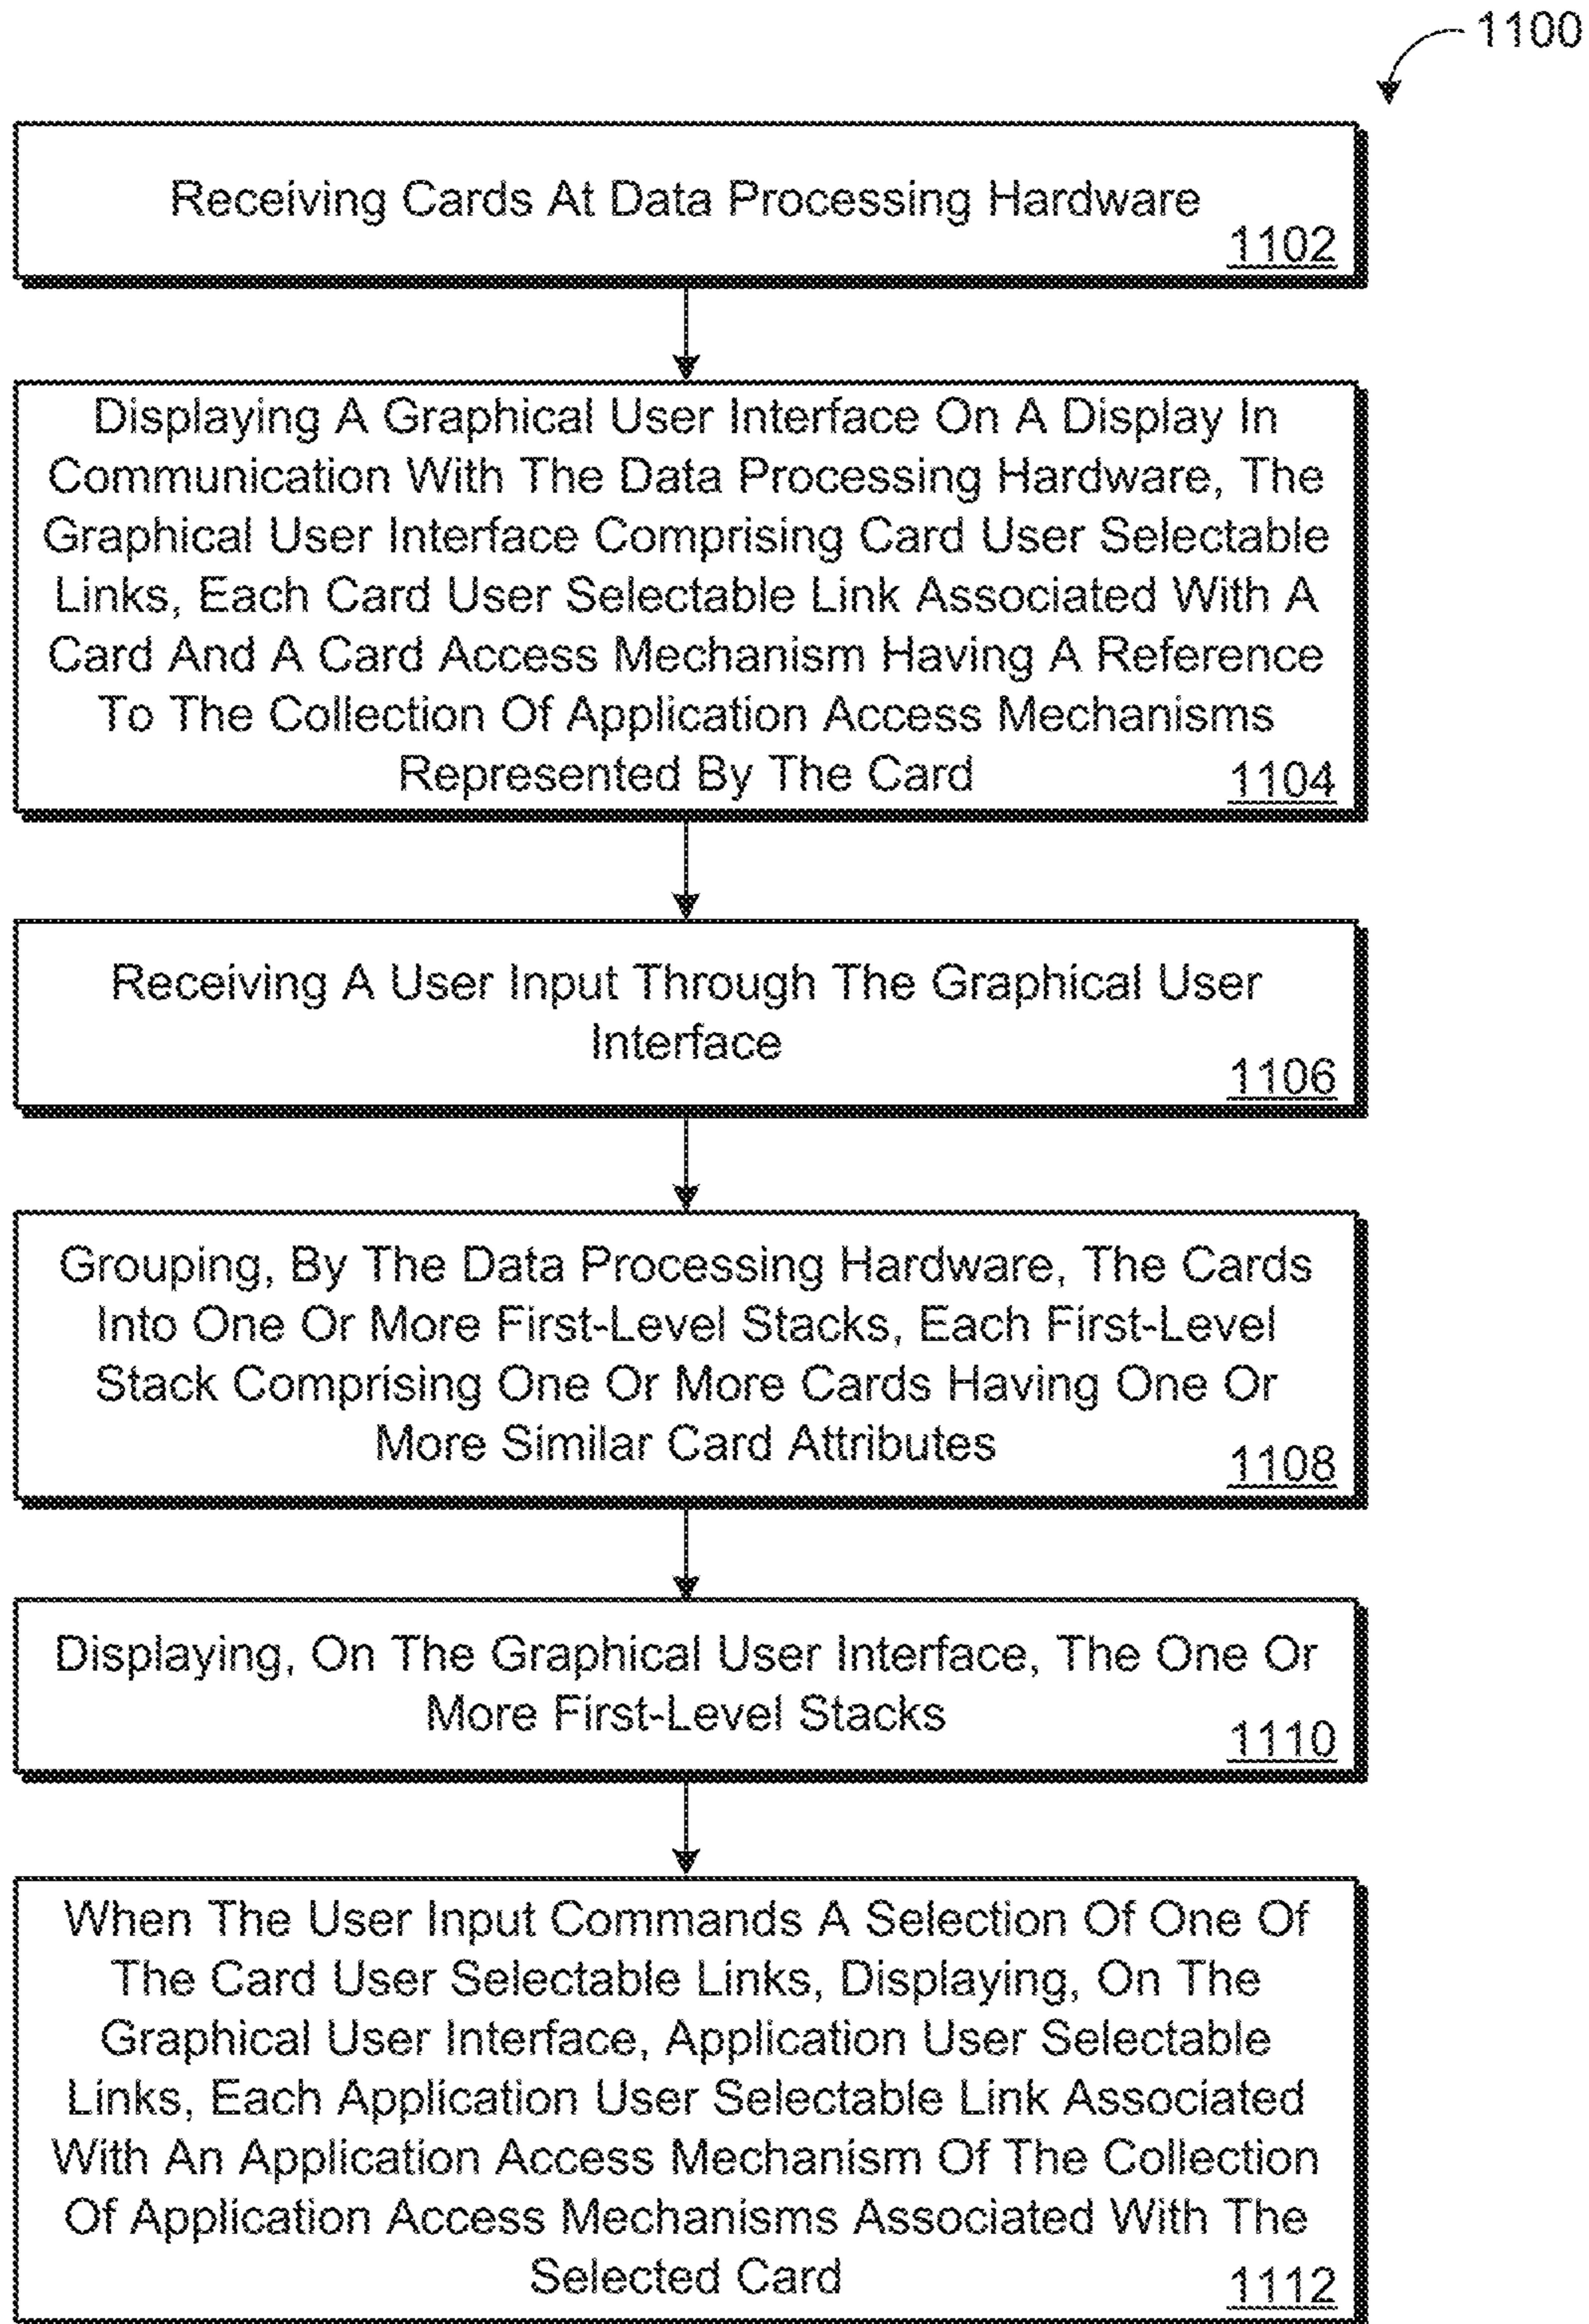 1100
Receiving Cards At Data Processing Hardware
1102
Displaying A Graphical User Interface On A Display In
Communication With The Data Processing Hardware, The
Graphical User Interface Comprising Card User Selectable
Links, Each Card User Selectable Link Associated With A
Card And A Card Access Mechanism Having A Reference
To The Collection Of Application Access Mechanisms
Represented By The Card
1104
Receiving A User Input Through The Graphical User
Interface
1106
Grouping, By The Data Processing Hardware, The Cards
Into One Or More First-Level Stacks, Each First-Level
Stack Comprising One Or More Cards Having One Or
More Similar Card Attributes
1108
Displaying, On The Graphical User Interface, The One Or
More First-Level Stacks
1110
When The User Input Commands A Selection Of One Of
The Card User Selectable Links, Displaying, On The
Graphical User Interface, Application User Selectable
Links, Each Application User Selectable Link Associated
With An Application Access Mechanism Of The Collection
Of Application Access Mechanisms Associated With The
Selected Card
1112